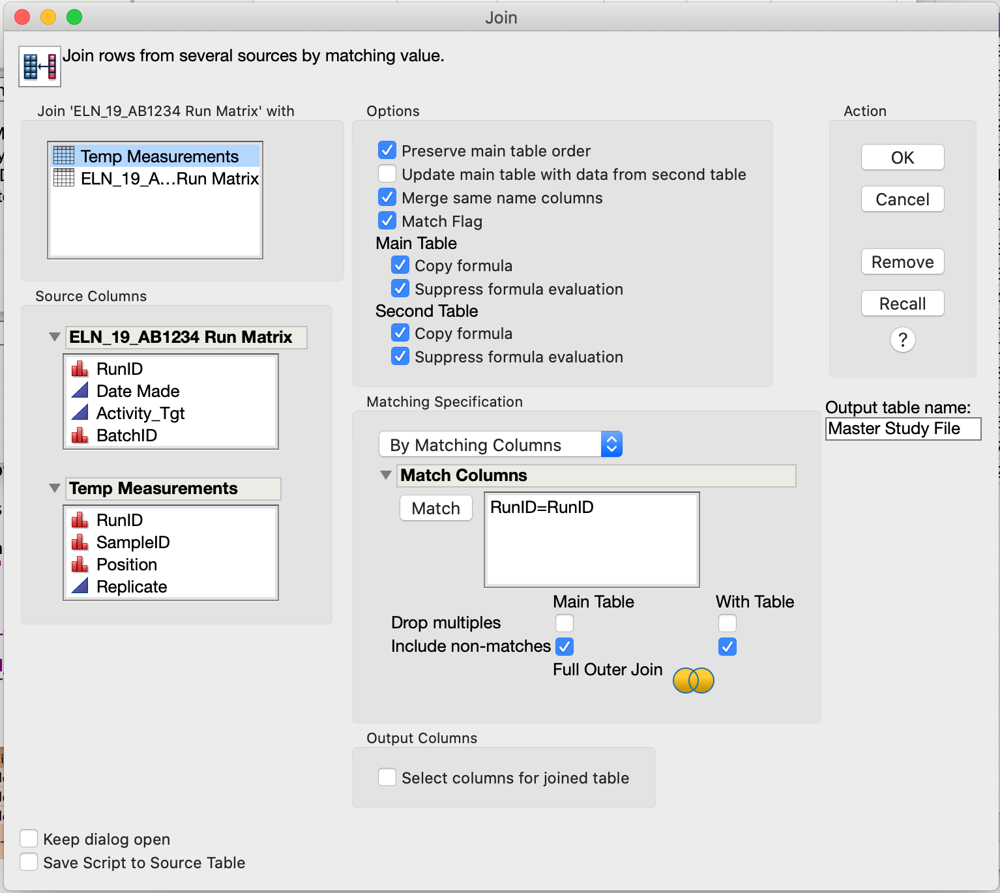 Join
Join rows from several sources by matching value.
Join 'ELN_19_AB1234 Run Matrix' with
Temp Measurements
ELN_19_A...Run Matrix
Source Columns
ELN_19_AB1234 Run Matrix
RunID
Date Made
Activity_Tgt
BatchID
Temp Measurements
RunID
SampleID
Position
Replicate
Options
Preserve main table order
Update main table with data from second table
Merge same name columns
Match Flag
Main Table
Copy formula
Suppress formula evaluation
Second Table
Copy formula
Suppress formula evaluation
Matching Specification
By Matching Columns
Match Columns
Match
RunID=RunID
Main Table With Table
Drop multiples
Include non-matches
Full Outer Join
Output Columns
Select columns for joined table
Action
OK
Cancel
Remove
Recall
?
Output table name:
Master Study File
Keep dialog open
Save Script to Source Table